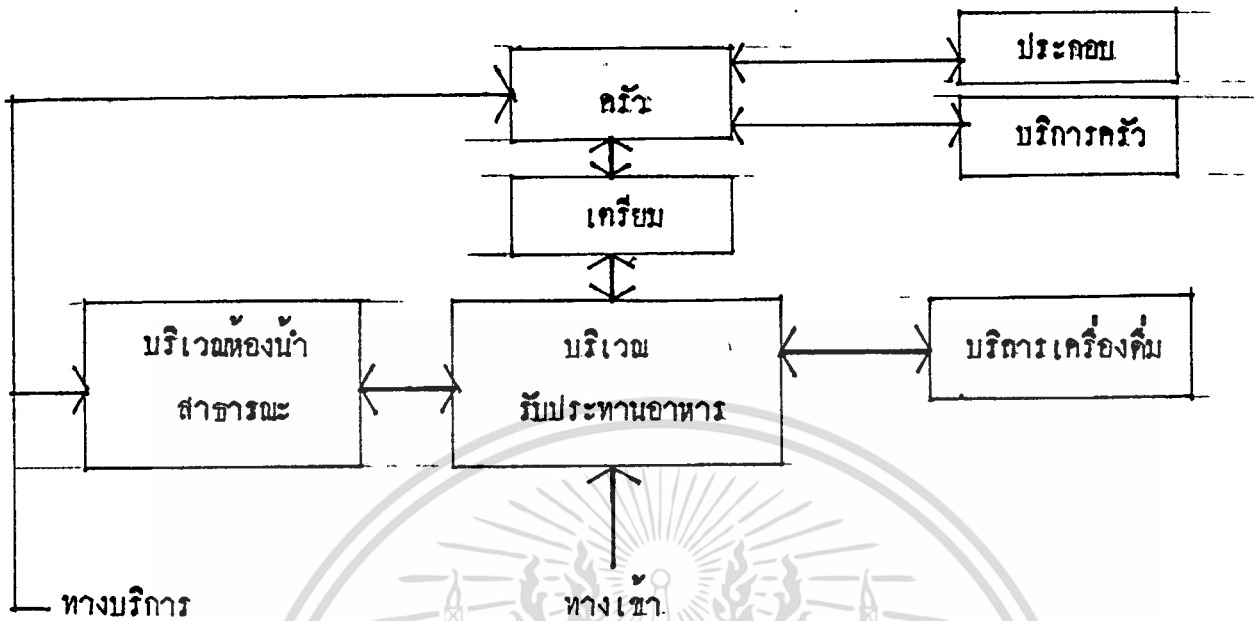 ประกอบ
ครัว
บริการครัว
เตรียม
บริเวณห้องน้ำ
สาธารณะ
บริเวณ
รับประทานอาหาร
บริการเครื่องดื่ม
ทางบริการ
ทางเข้า